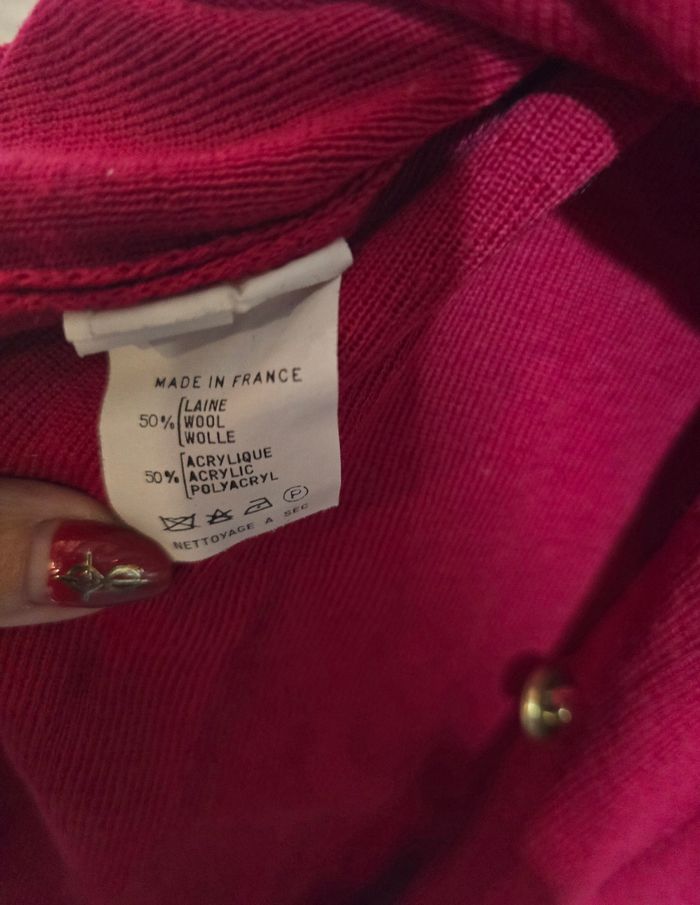 MADE IN FRANCE
50% LAINE
WOOL
WOLLE
50% ACRYLIQUE
ACRYLIC
POLYACRYL
P
NETTOYAGE A SEC